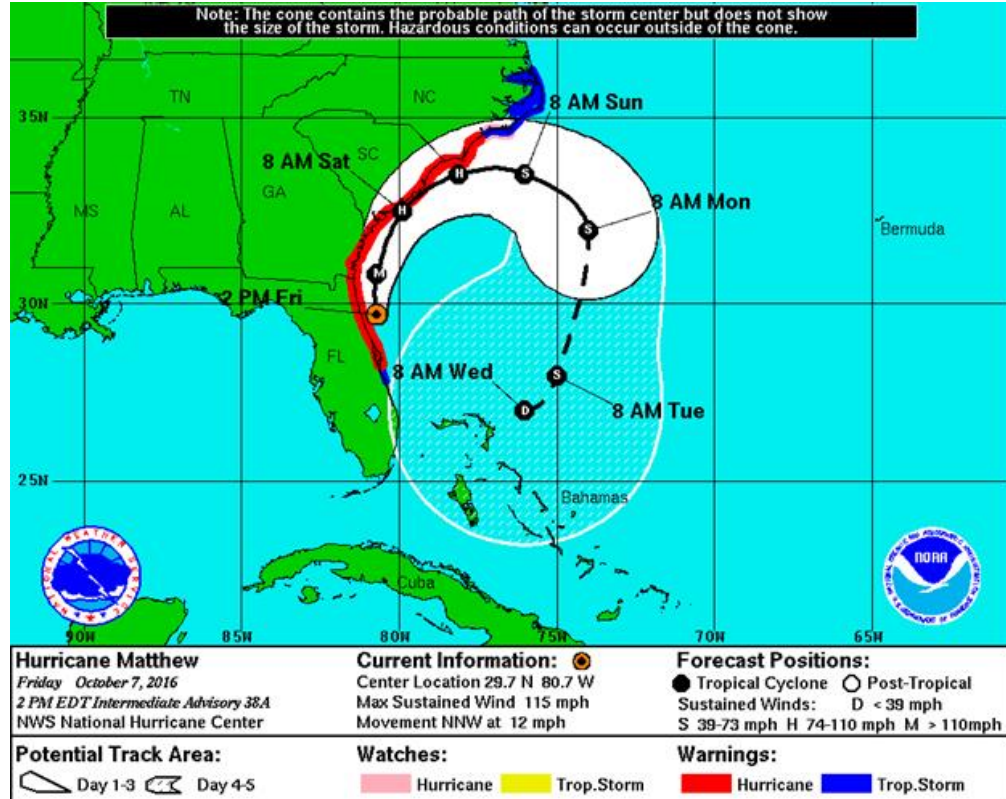 Note: The cone contains the probable path of the storm center but does not show
the size of the storm. Hazardous conditions can occur outside of the cone.
TN
NC
35N
8 AM Sun
SC
8 AM Sat
H
S
GA
MS
AL
H
8 AM Mon
S
Bermuda
M
30N
2 PM Fri
FL
8 AM Wed
S
D
8 AM Tue
25N
Bahamas
NATIONAL WEATHER SERVICE
NOAA
Cuba
90W
85W
80W
75W
70W
65W
Hurricane Matthew
Friday October 7, 2016
2 PM EDT Intermediate Advisory 38A
NWS National Hurricane Center
Current Information:
Center Location 29.7 N 80.7 W
Max Sustained Wind 115 mph
Movement NNW at 12 mph
Forecast Positions:
Tropical Cyclone Post-Tropical
Sustained Winds: D < 39 mph
S 39-73 mph H 74-110 mph M > 110mph
Potential Track Area:
Day 1-3 Day 4-5
Watches:
Hurricane Trop.Storm
Warnings:
Hurricane Trop.Storm